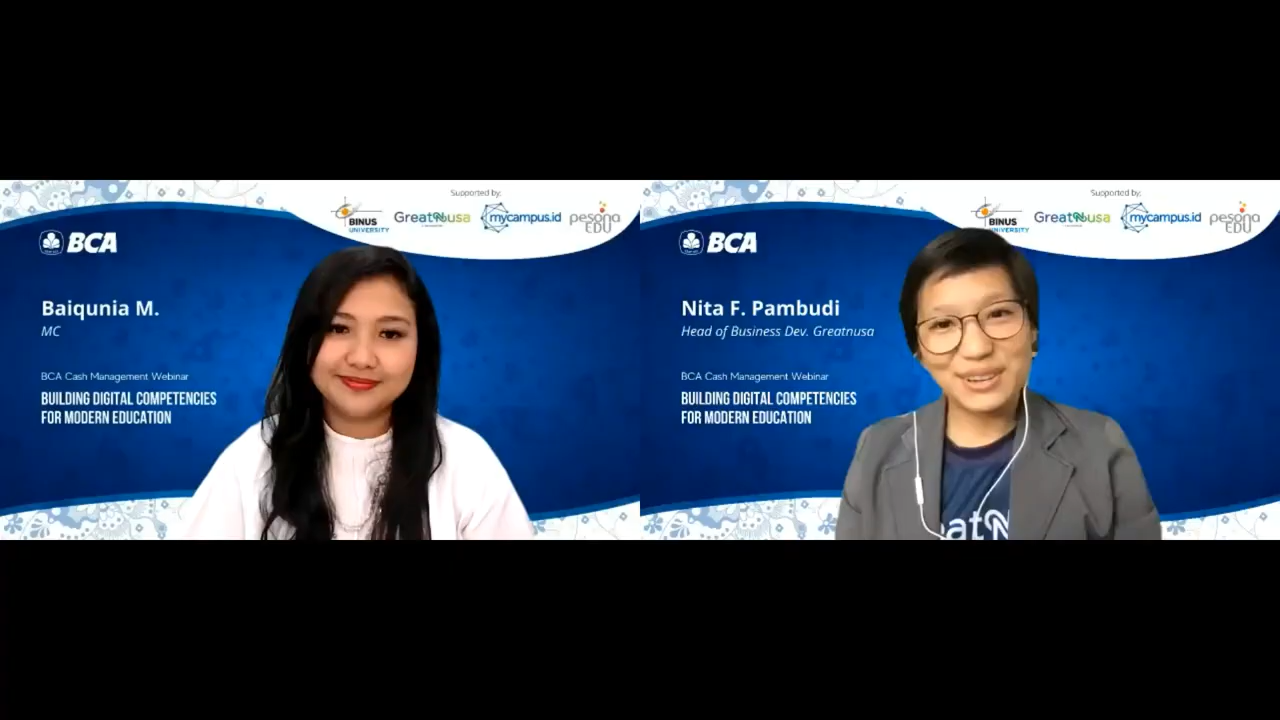 Supported by:
BINUS UNIVERSITY
GreatNusa
mycampus.id
pesona EDU
BCA
Baiqunia M.
MC
BCA Cash Management Webinar
BUILDING DIGITAL COMPETENCIES
FOR MODERN EDUCATION
Supported by:
BINUS UNIVERSITY
GreatNusa
mycampus.id
pesona EDU
BCA
Nita F. Pambudi
Head of Business Dev. Greatnusa
BCA Cash Management Webinar
BUILDING DIGITAL COMPETENCIES
FOR MODERN EDUCATION
eatN